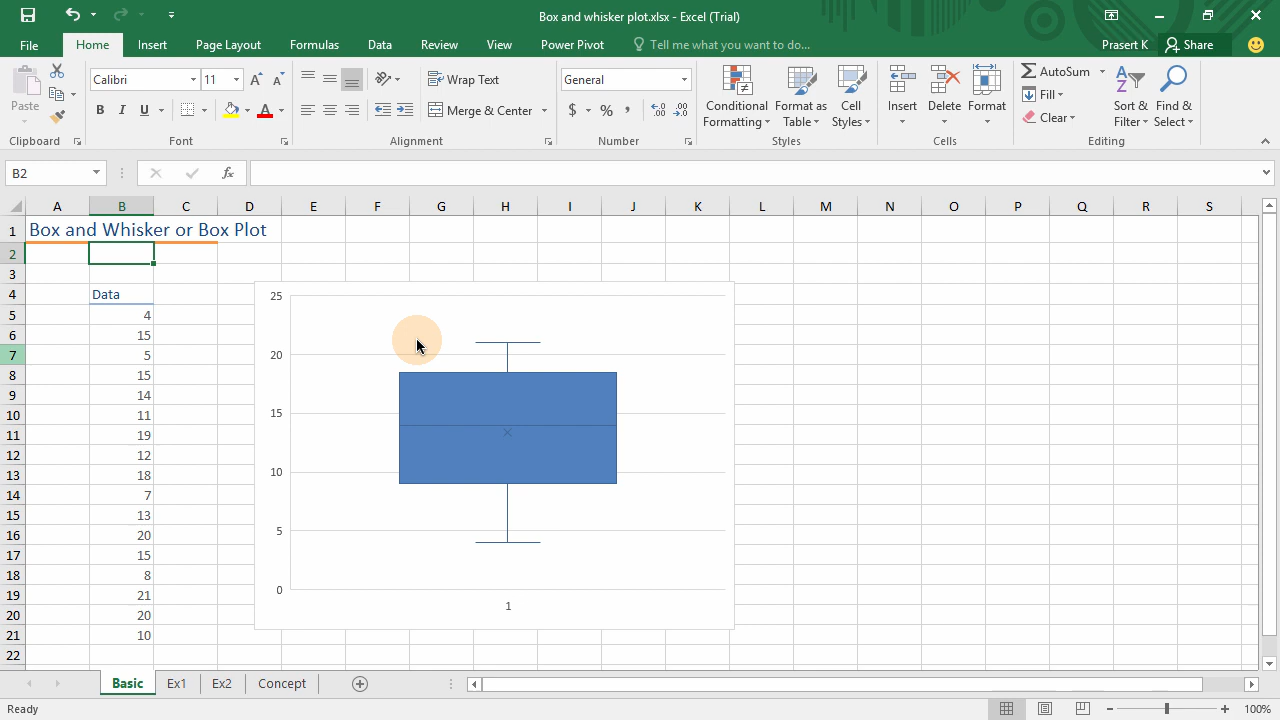 Box and whisker plot.xlsx - Excel (Trial)
File Home Insert Page Layout Formulas Data Review View Power Pivot Tell me what you want to do... Prasert K Share
Paste
Clipboard
Calibri 11
B I U A
Font
Wrap Text
Merge & Center
Alignment
General
$ % ,
Number
Conditional Formatting
Format as Table
Cell Styles
Styles
Insert Delete Format
Cells
AutoSum
Fill
Clear
Sort & Filter
Find & Select
Editing
B2 fx
A B C D E F G H I J K L M N O P Q R S
1 Box and Whisker or Box Plot
2
3
4 Data
5 4
6 15
7 5
8 15
9 14
10 11
11 19
12 12
13 18
14 7
15 13
16 20
17 15
18 8
19 21
20 20
21 10
22
25
20
15
10
5
0
1
Basic Ex1 Ex2 Concept
Ready 100%